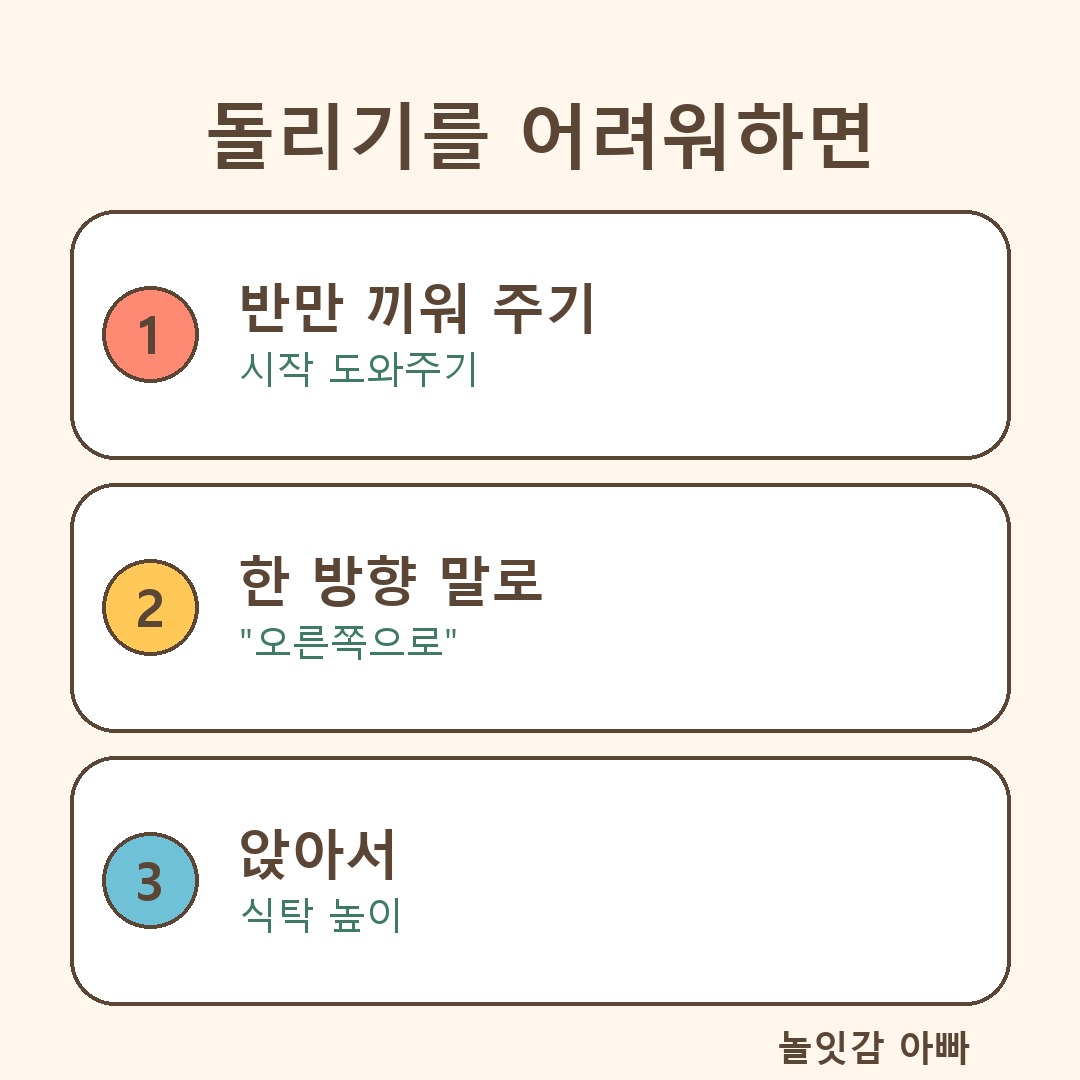 돌리기를 어려워하면
1
반만 끼워 주기
시작 도와주기
2
한 방향 말로
"오른쪽으로"
3
앉아서
식탁 높이
놀잇감 아빠